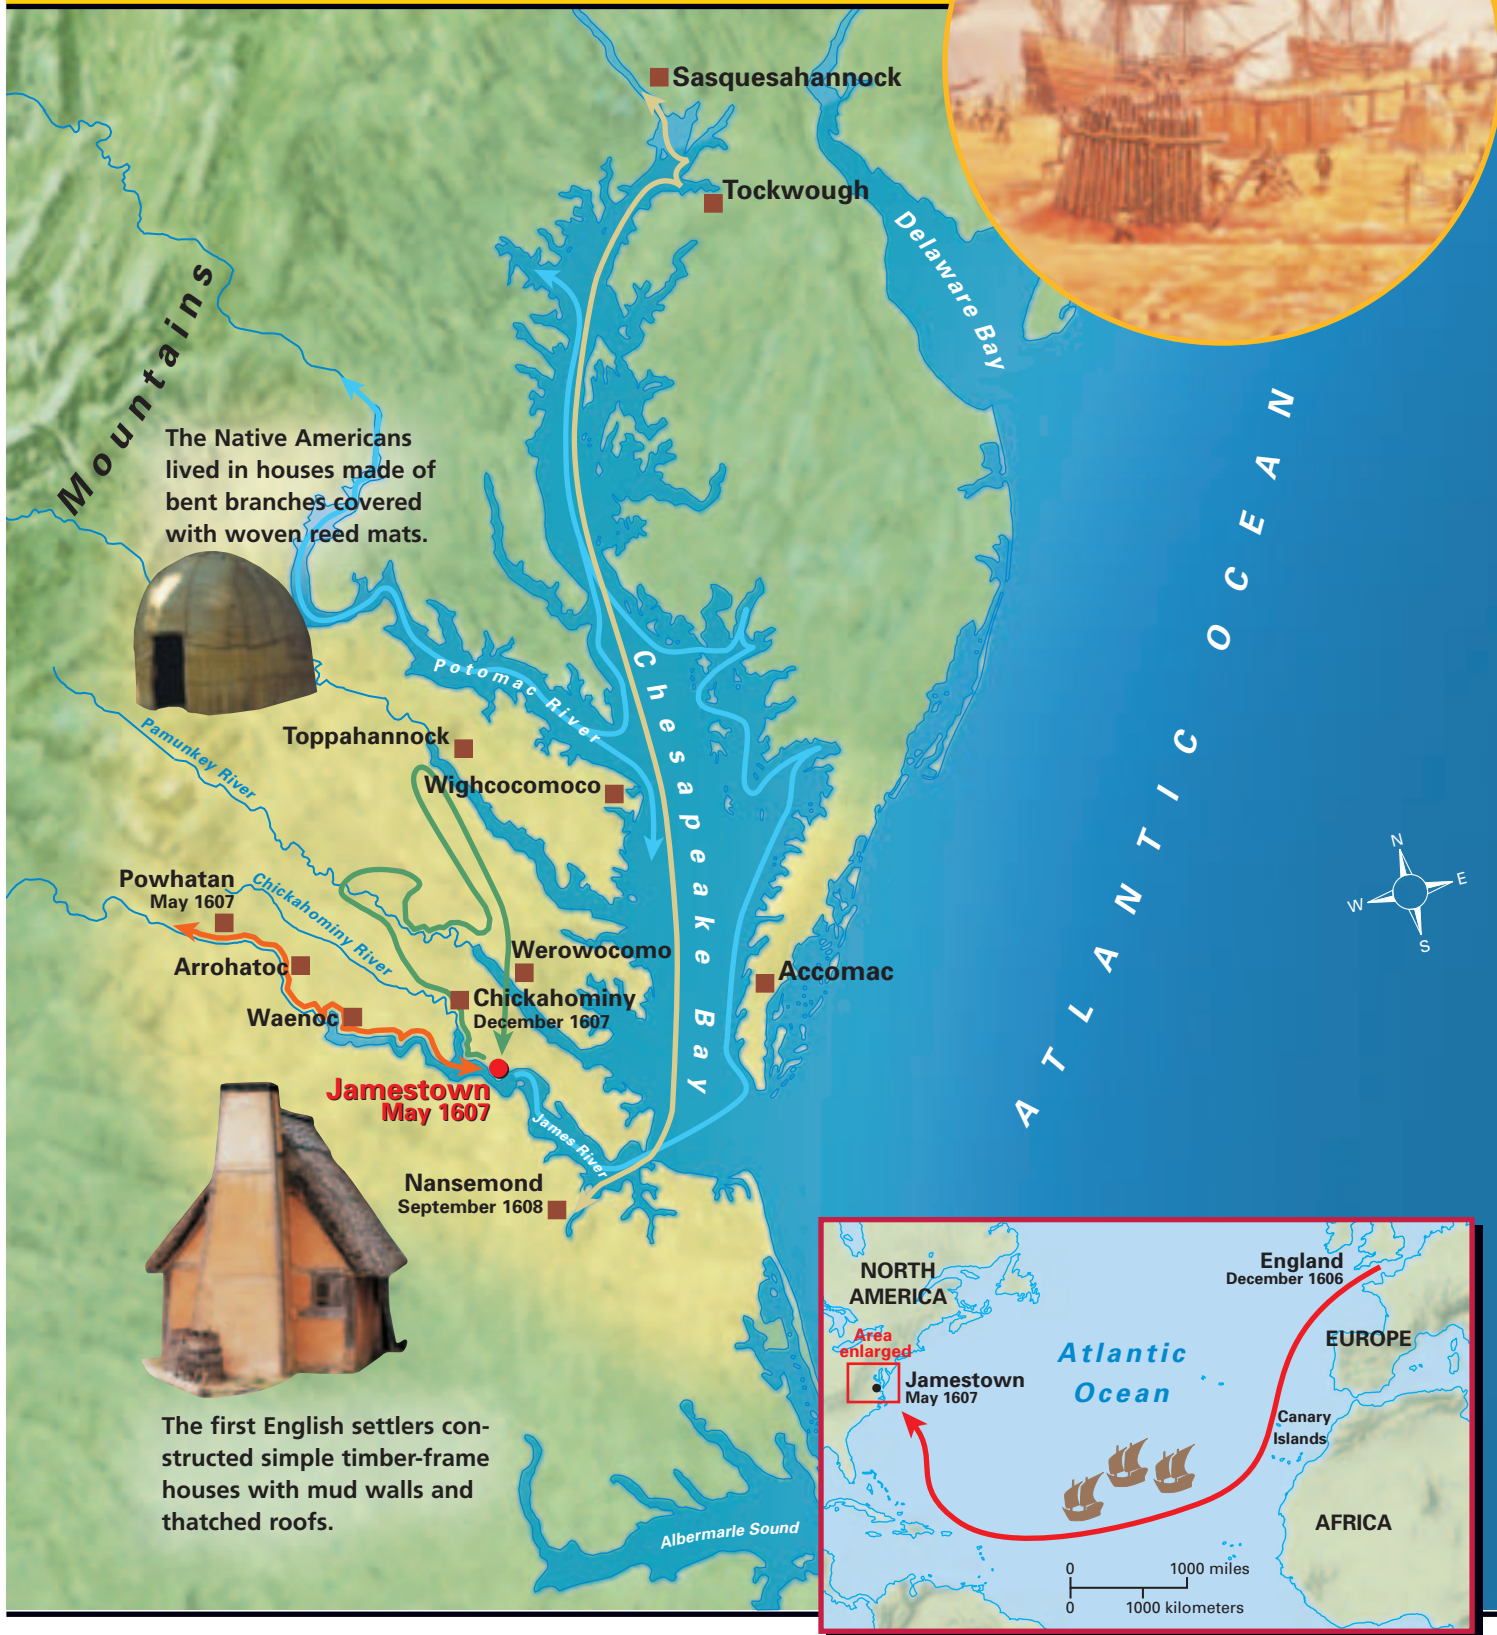 Sasquesahannock
Tockwough
Delaware Bay
Mountains
The Native Americans
lived in houses made of
bent branches covered
with woven reed mats.
ATLANTIC OCEAN
Potomac River
Chesapeake Bay
Pamunkey River
Toppahannock
Wighcocomoco
N
E
W
S
Powhatan
May 1607
Chickahominy River
Arrohatoc
Werowocomo
Accomac
Waenoc
Chickahominy
December 1607
Jamestown
May 1607
James River
Nansemond
September 1608
The first English settlers con-
structed simple timber-frame
houses with mud walls and
thatched roofs.
Albermarle Sound
NORTH
AMERICA
England
December 1606
Area
enlarged
EUROPE
Atlantic
Ocean
Jamestown
May 1607
Canary
Islands
AFRICA
0 1000 miles
0 1000 kilometers